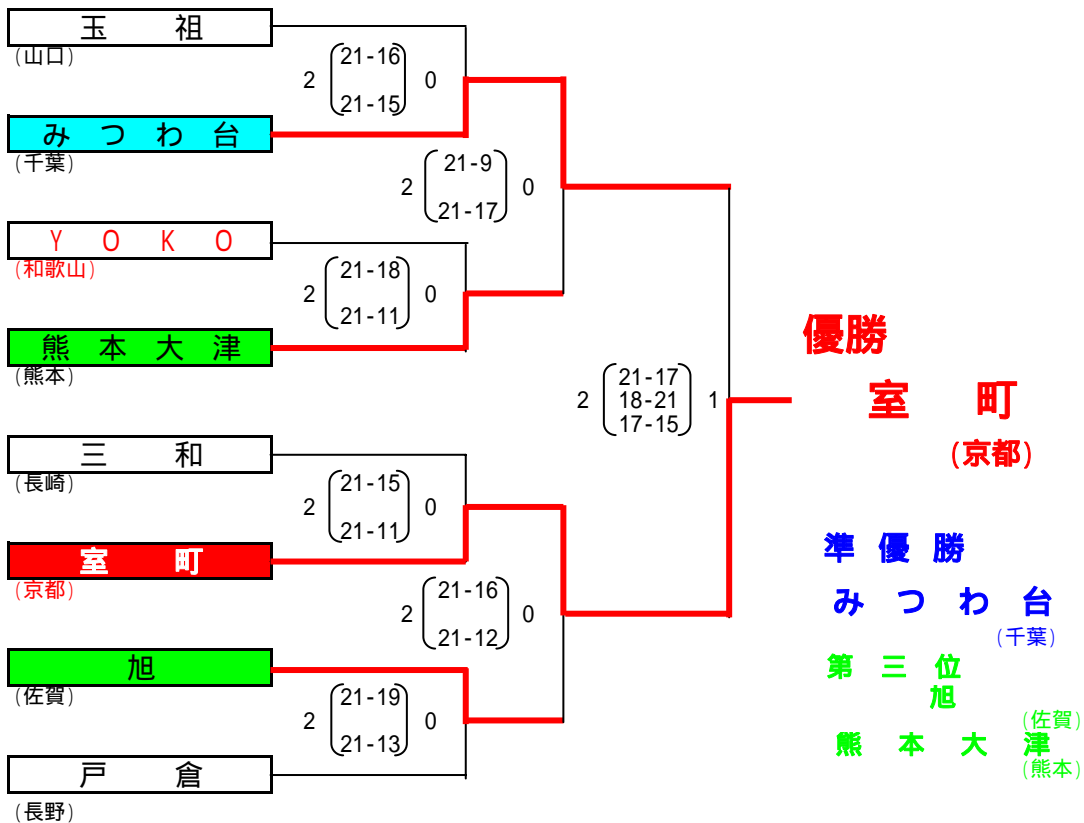 玉　祖
(山口)
2 21-16 0
21-15
みつわ台
(千葉)
2 21-9 0
21-17
ＹＯＫＯ
(和歌山)
2 21-18 0
21-11
熊本大津
(熊本)
2 21-17 1
18-21
17-15
三　和
(長崎)
2 21-15 0
21-11
室　町
(京都)
2 21-16 0
21-12
旭
(佐賀)
2 21-19 0
21-13
戸　倉
(長野)
優勝
室　町
(京都)
準優勝
みつわ台
(千葉)
第三位
旭
(佐賀)
熊本大津
(熊本)